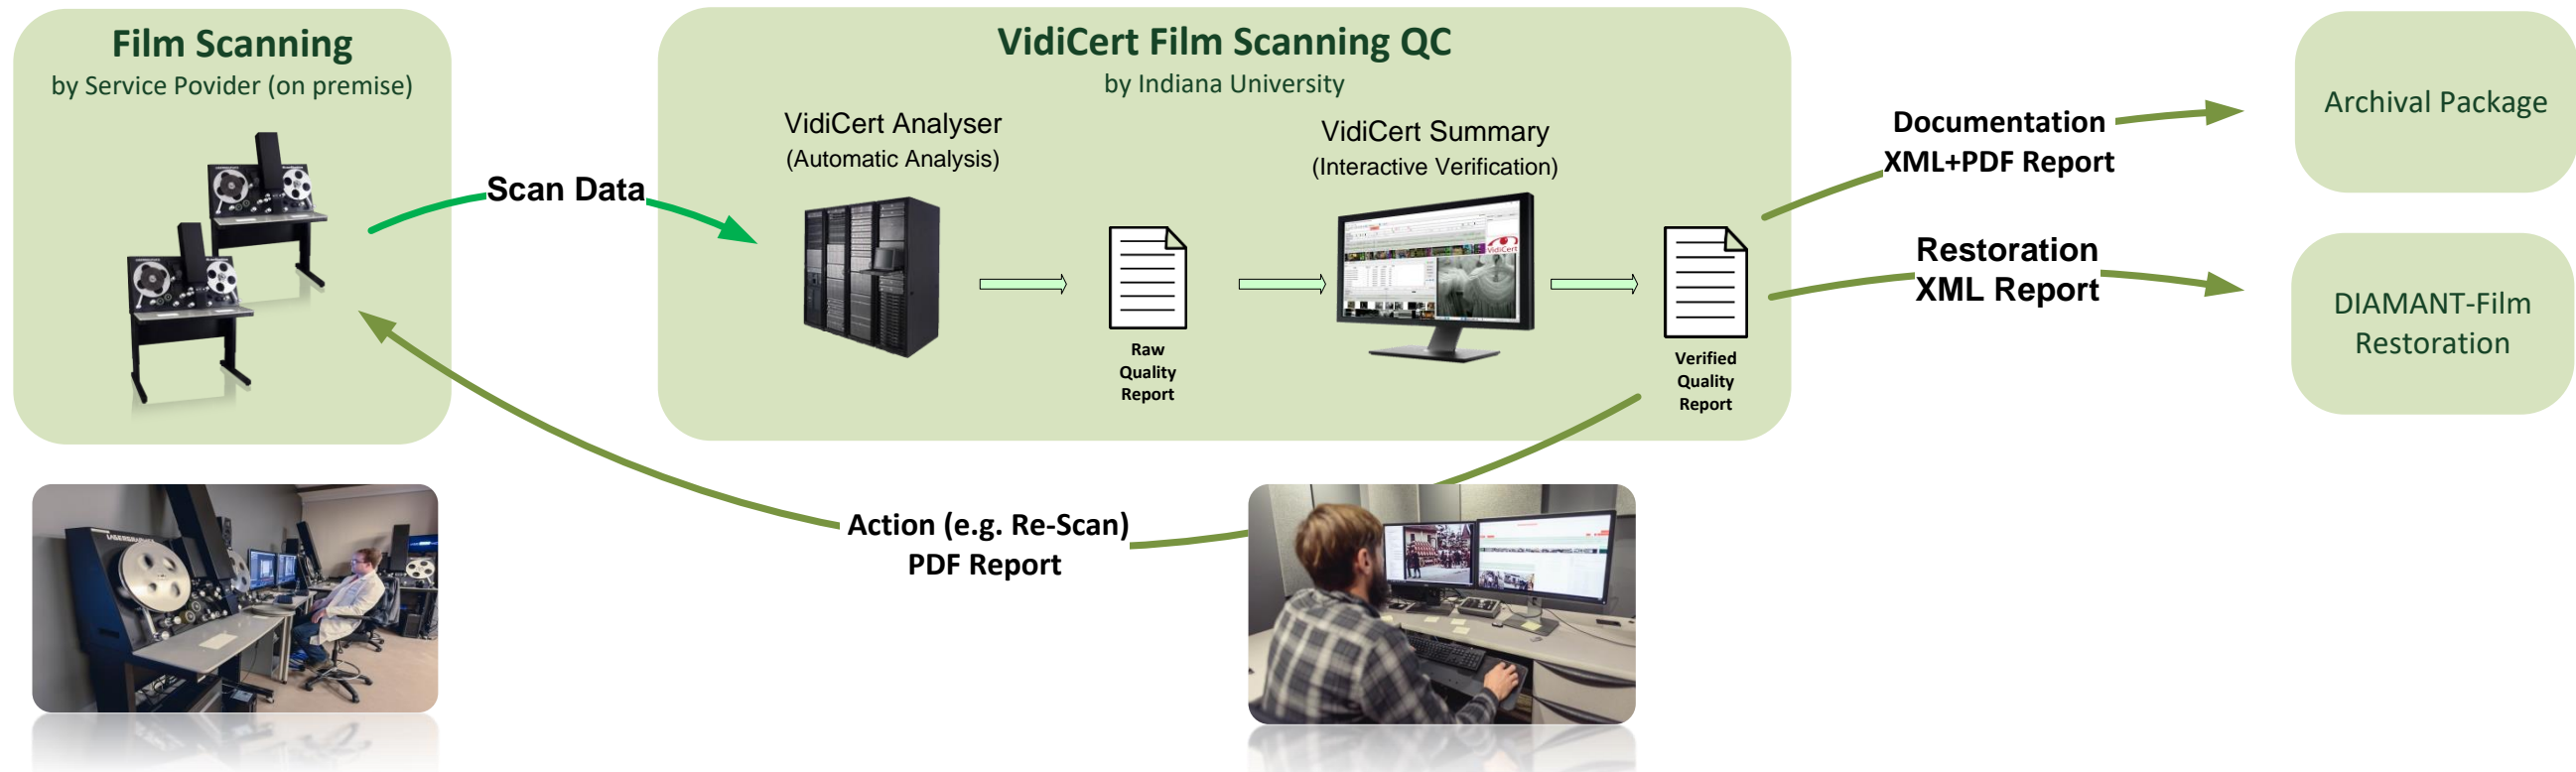 Film Scanning
by Service Povider (on premise)
Scan Data
VidiCert Film Scanning QC
by Indiana University
VidiCert Analyser
(Automatic Analysis)
Raw
Quality
Report
VidiCert Summary
(Interactive Verification)
VidiCert
Verified
Quality
Report
Documentation
XML+PDF Report
Archival Package
Restoration
XML Report
DIAMANT-Film
Restoration
Action (e.g. Re-Scan)
PDF Report
LASERGRAPHICS